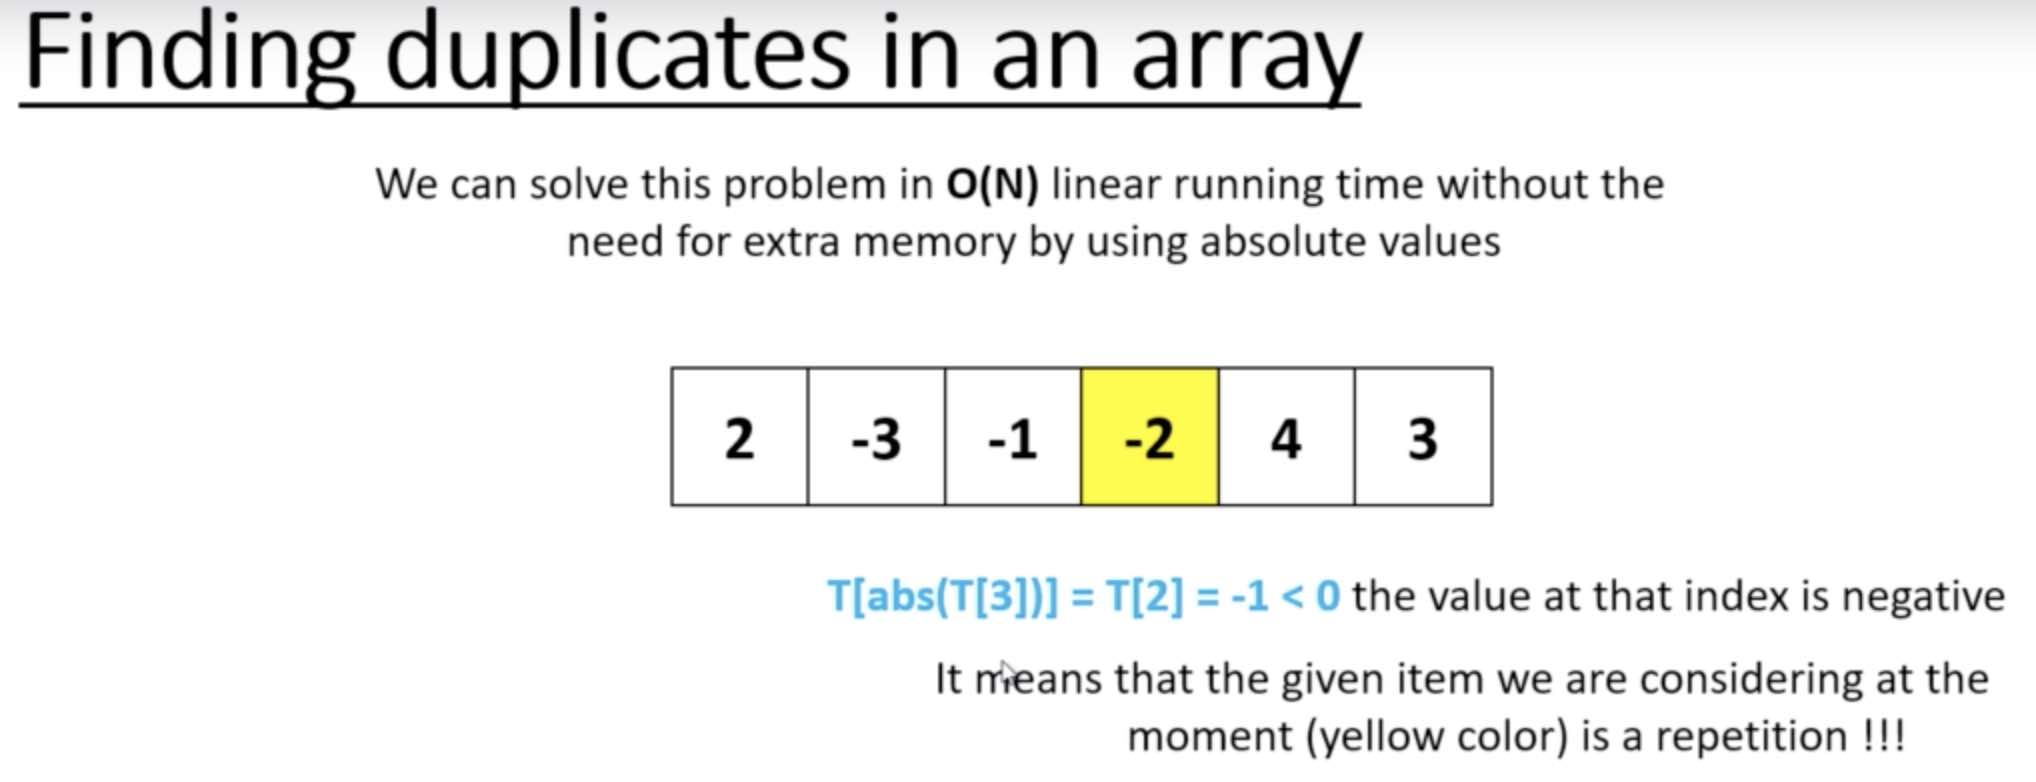 Finding duplicates in an array
We can solve this problem in O(N) linear running time without the
need for extra memory by using absolute values
2 -3 -1 -2 4 3
T[abs(T[3])] = T[2] = -1 < 0 the value at that index is negative
It means that the given item we are considering at the
moment (yellow color) is a repetition !!!